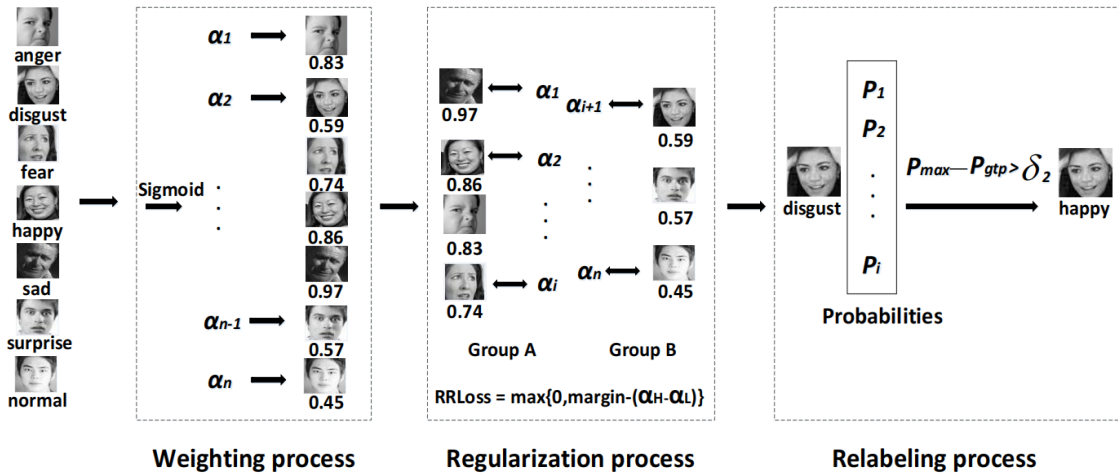 anger
disgust
fear
happy
sad
surprise
normal
α1
0.83
α2
0.59
0.74
Sigmoid
0.86
0.97
αn-1
0.57
αn
0.45
Weighting process
0.97
α1
αi+1
0.59
0.86
α2
0.57
0.83
0.74
αi
αn
0.45
Group A
Group B
RRLoss = max{0,margin-(αH-αL)}
Regularization process
disgust
P1
P2
Pi
Probabilities
Pmax—Pgtp>δ2
happy
Relabeling process